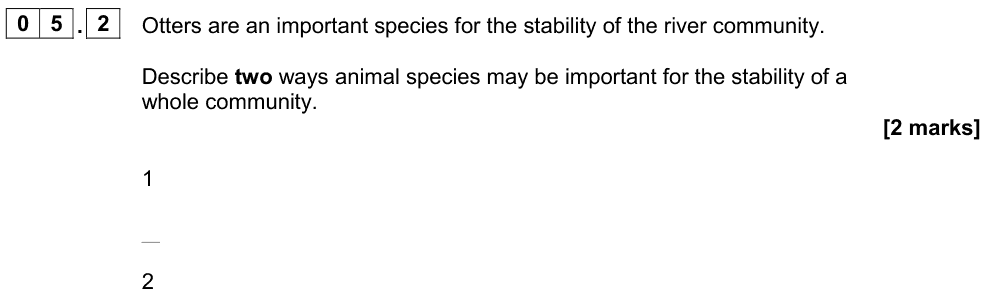 0 5 . 2 Otters are an important species for the stability of the river community.
Describe two ways animal species may be important for the stability of a
whole community.
[2 marks]
1
2